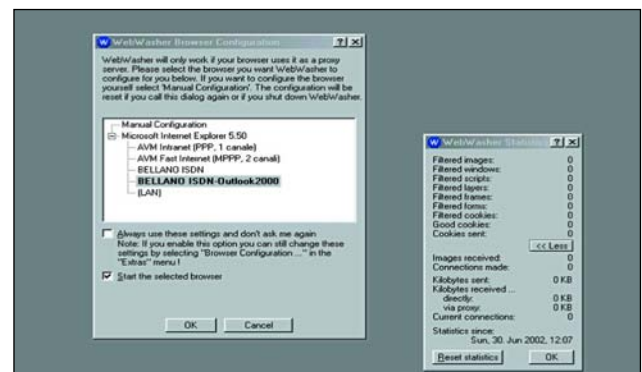 WebWasher Browser Configuration
WebWasher will only work if your browser uses it as a proxy
server. Please select the browser you want WebWasher to
configure for you below. If you want to configure the browser
yourself select 'Manual Configuration'. The configuration will be
reset if you call this dialog again or if you shut down WebWasher.
Manual Configuration
Microsoft Internet Explorer 5.50
AVM Intranet (PPP, 1 canale)
AVM Fast Internet (MPPP, 2 canali)
BELLANO ISDN
BELLANO ISDN-Outlook2000
(LAN)
Always use these settings and don't ask me again
Note: If you enable this option you can still change these
settings by selecting "Browser Configuration ..." in the
"Extras" menu !
Start the selected browser
OK Cancel
WebWasher Statistics
Filtered images: 0
Filtered windows: 0
Filtered scripts: 0
Filtered layers: 0
Filtered frames: 0
Filtered forms: 0
Filtered cookies: 0
Good cookies: 0
Cookies sent: 0
<< Less
Images received: 0
Connections made: 0
Kilobytes sent: 0 KB
Kilobytes received ...
directly: 0 KB
via proxy: 0 KB
Current connections: 0
Statistics since:
Sun, 30. Jun 2002, 12:07
Reset statistics OK